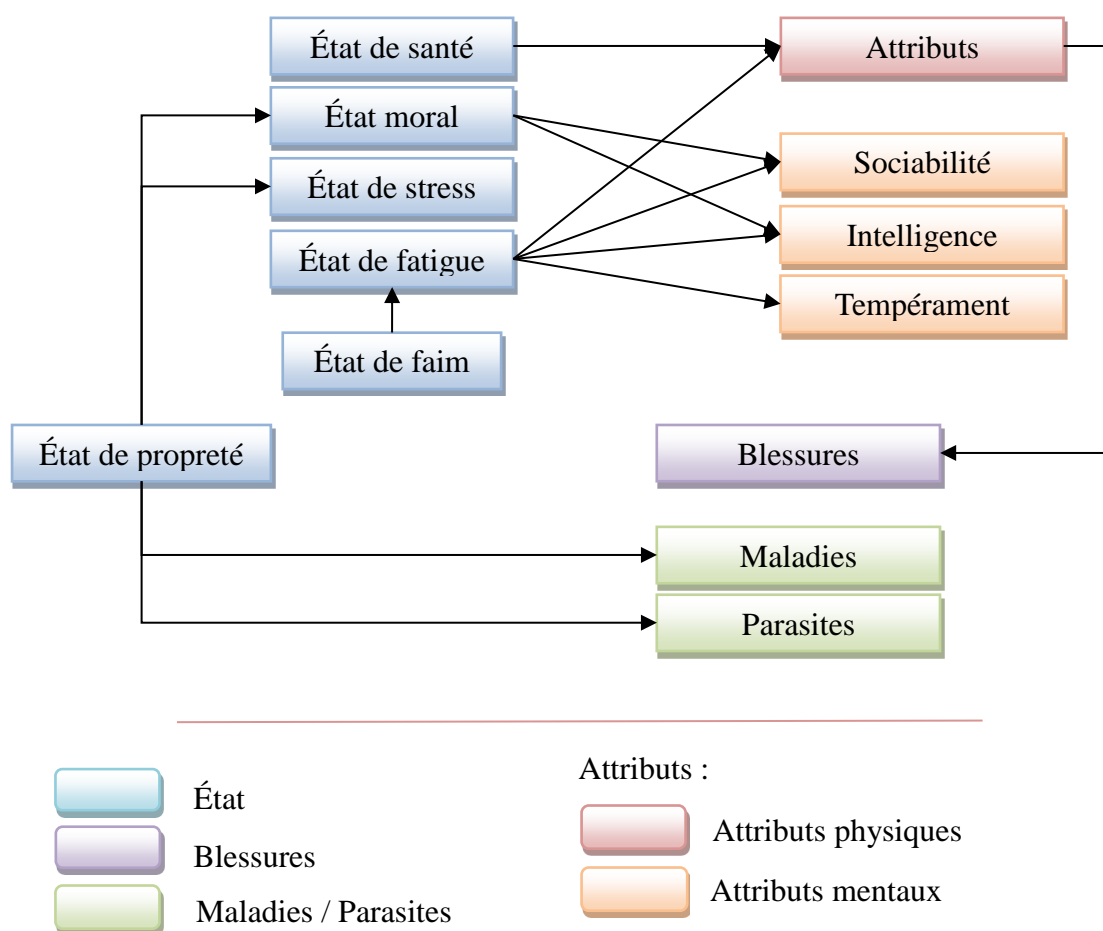 État de santé
Attributs
État moral
Sociabilité
État de stress
Intelligence
État de fatigue
Tempérament
État de faim
État de propreté
Blessures
Maladies
Parasites
Attributs :
État
Attributs physiques
Blessures
Attributs mentaux
Maladies / Parasites